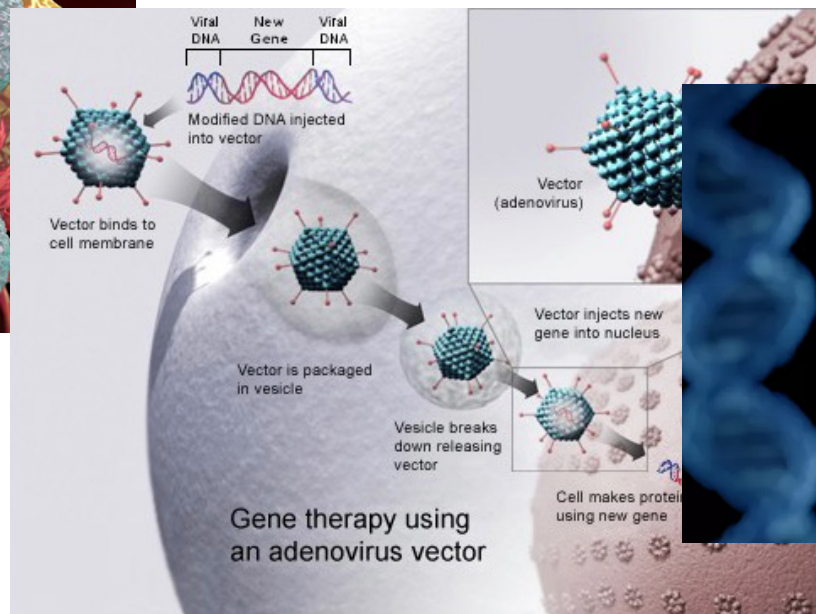 Viral DNA
New Gene
Viral DNA
Modified DNA injected
into vector
Vector binds to
cell membrane
Vector
(adenovirus)
Vector injects new
gene into nucleus
Vector is packaged
in vesicle
Vesicle breaks
down releasing
vector
Cell makes protein
using new gene
Gene therapy using
an adenovirus vector